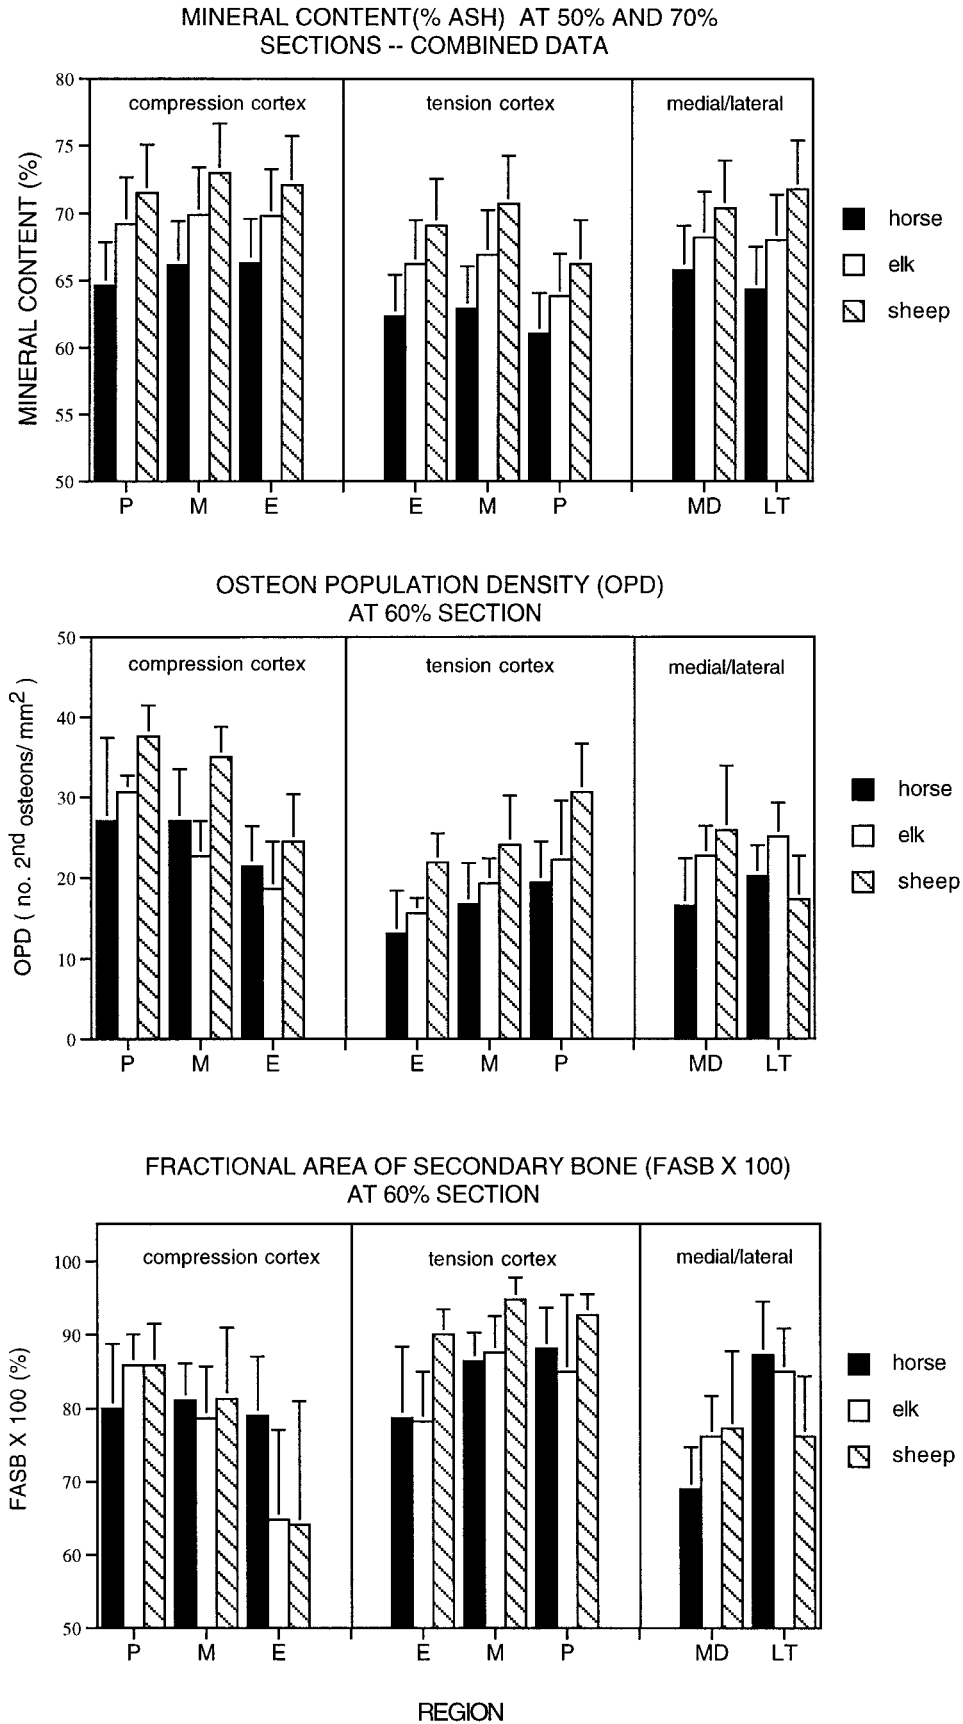 MINERAL CONTENT(% ASH) AT 50% AND 70%
SECTIONS -- COMBINED DATA
MINERAL CONTENT (%)
80
75
70
65
60
55
50
compression cortex
tension cortex
medial/lateral
P M E E M P MD LT
horse
elk
sheep
OSTEON POPULATION DENSITY (OPD)
AT 60% SECTION
OPD ( no. 2nd osteons/ mm2 )
50
40
30
20
10
0
compression cortex
tension cortex
medial/lateral
P M E E M P MD LT
horse
elk
sheep
FRACTIONAL AREA OF SECONDARY BONE (FASB X 100)
AT 60% SECTION
FASB X 100 (%)
100
90
80
70
60
50
compression cortex
tension cortex
medial/lateral
P M E E M P MD LT
horse
elk
sheep
REGION